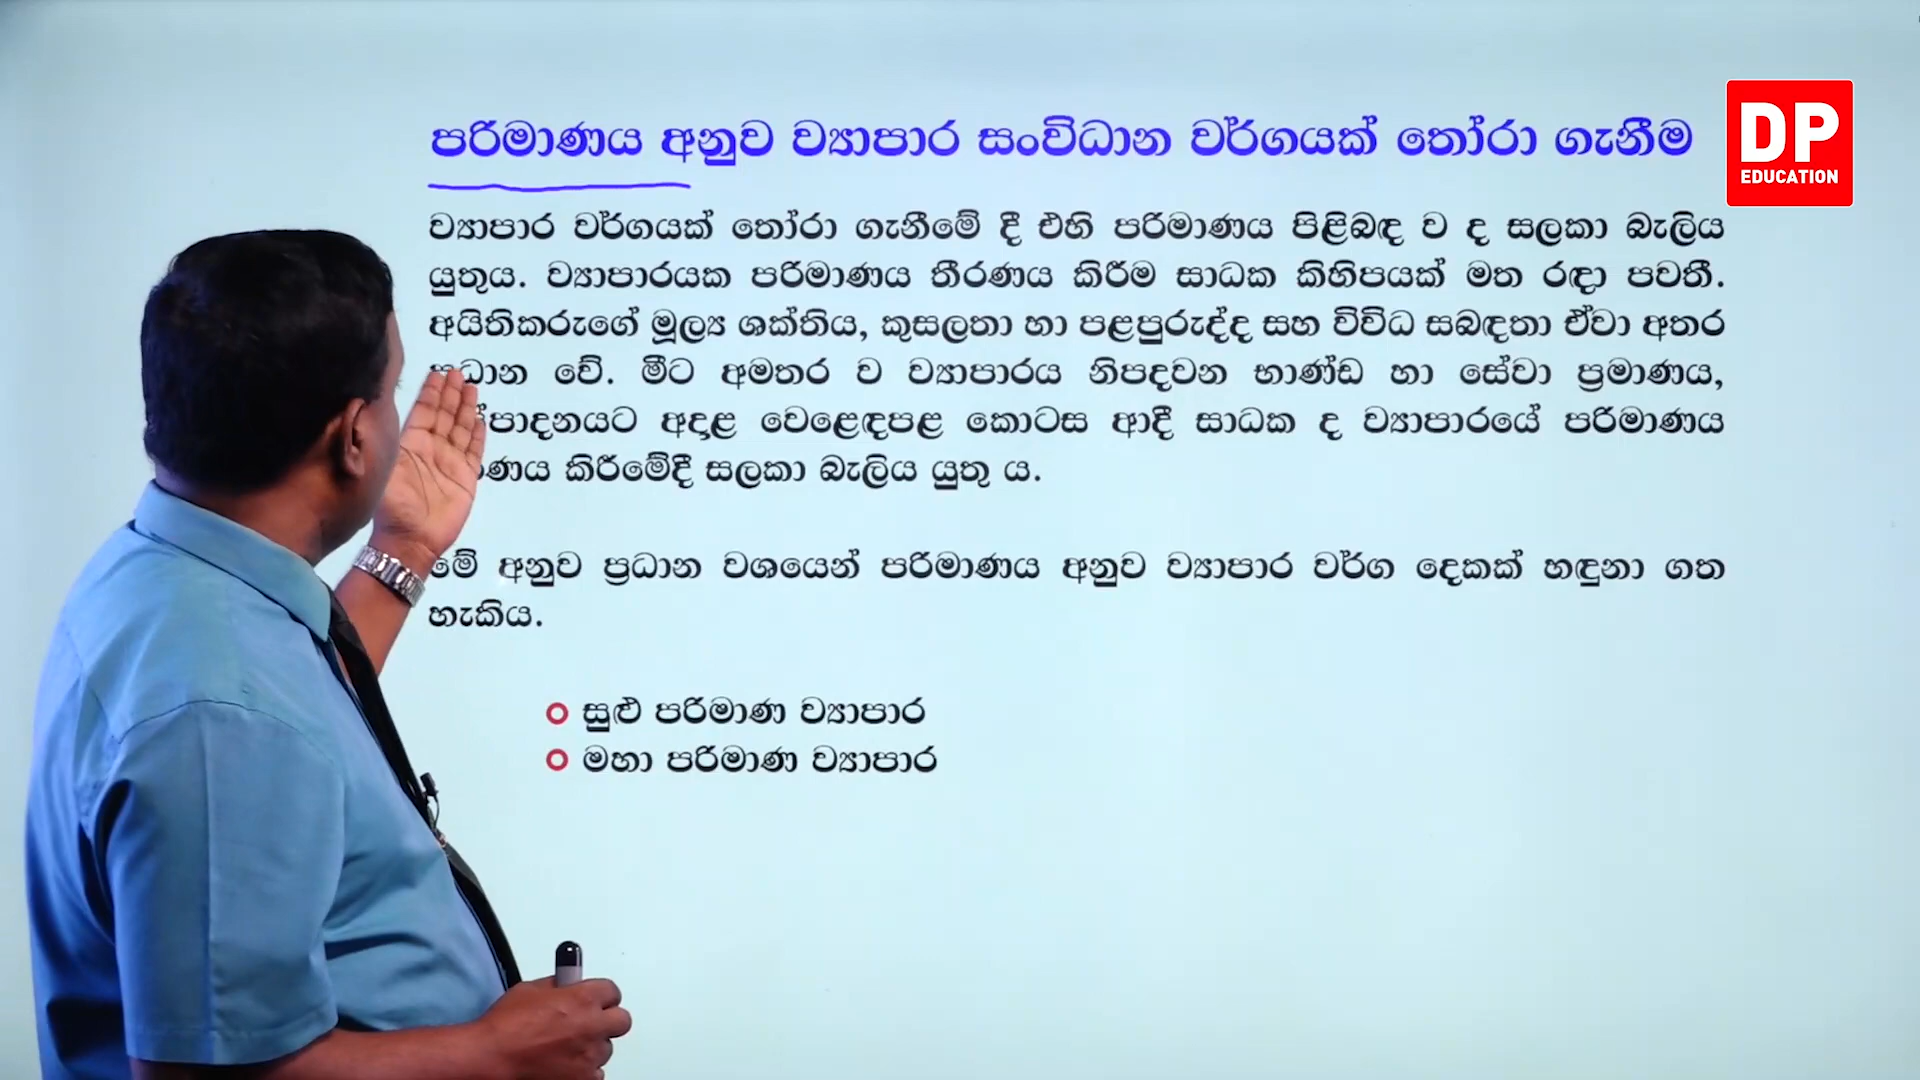 පරිමාණය අනුව ව්‍යාපාර සංවිධාන වර්ගයක් තෝරා ගැනීම
DP
EDUCATION
ව්‍යාපාර වර්ගයක් තෝරා ගැනීමේ දී එහි පරිමාණය පිළිබඳ ව ද සලකා බැලිය
යුතුය. ව්‍යාපාරයක පරිමාණය තීරණය කිරීම සාධක කිහිපයක් මත රඳා පවතී.
අයිතිකරුගේ මූල්‍ය ශක්තිය, කුසලතා හා පළපුරුද්ද සහ විවිධ සබඳතා ඒවා අතර
වේ. මීට අමතර ව ව්‍යාපාරය නිපදවන භාණ්ඩ හා සේවා ප්‍රමාණය,
අදාළ වෙළෙඳපළ කොටස ආදී සාධක ද ව්‍යාපාරයේ පරිමාණය
කිරීමේදී සලකා බැලිය යුතු ය.
මේ අනුව ප්‍රධාන වශයෙන් පරිමාණය අනුව ව්‍යාපාර වර්ග දෙකක් හඳුනා ගත
හැකිය.
සුළු පරිමාණ ව්‍යාපාර
මහා පරිමාණ ව්‍යාපාර